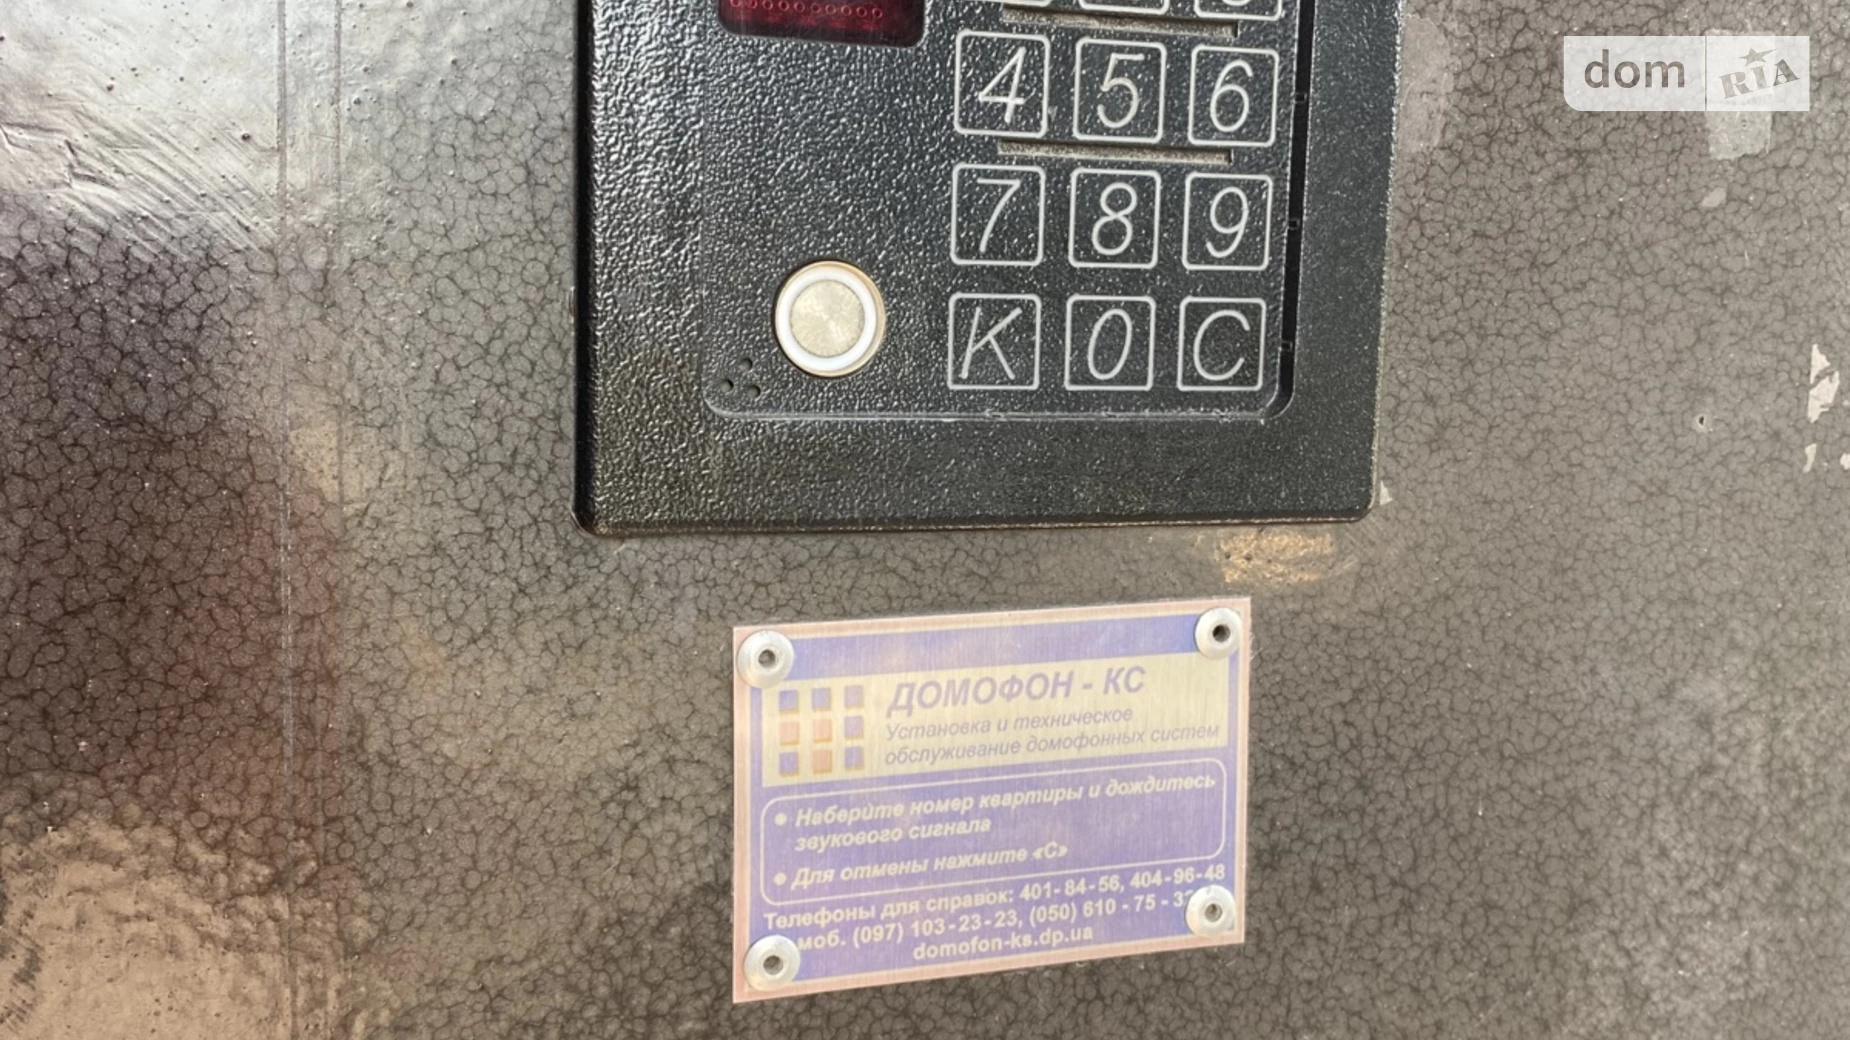 dom RIA
4 5 6
7 8 9
K 0 C
ДОМОФОН - КС
Установка и техническое
обслуживание домофонных систем
• Наберите номер квартиры и дождитесь
звукового сигнала
• Для отмены нажмите «С»
Телефоны для справок: 401-84-56, 404-96-48
моб. (097) 103-23-23, (050) 610-75-3
domofon-ks.dp.ua